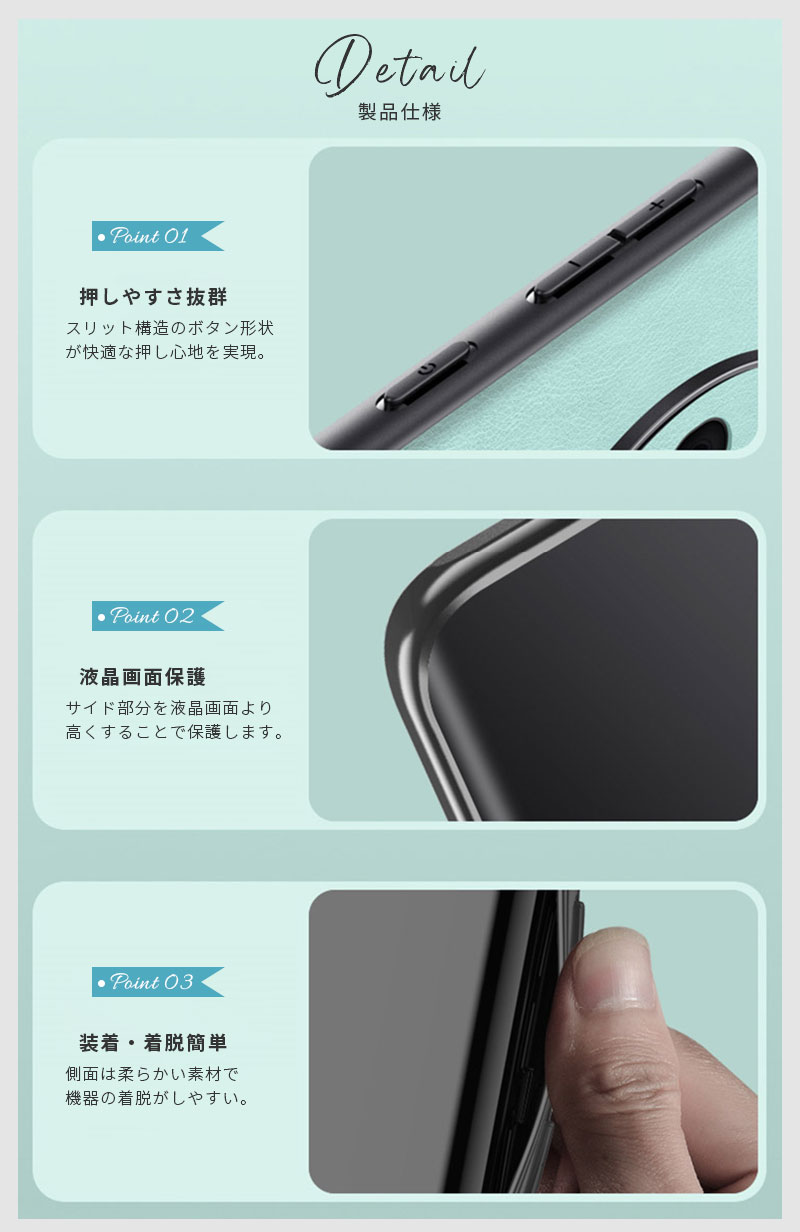 Detail
製品仕様
Point 01
押しやすさ抜群
スリット構造のボタン形状
が快適な押し心地を実現。
Point 02
液晶画面保護
サイド部分を液晶画面より
高くすることで保護します。
Point 03
装着・着脱簡単
側面は柔らかい素材で
機器の着脱がしやすい。